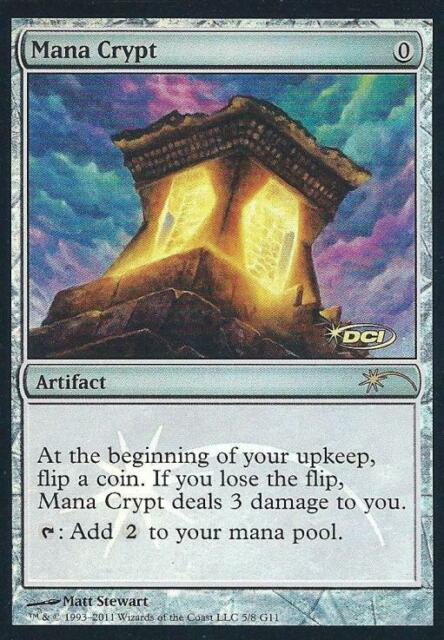 Mana Crypt 0
DCI
Artifact
At the beginning of your upkeep,
flip a coin. If you lose the flip,
Mana Crypt deals 3 damage to you.
: Add 2 to your mana pool.
Matt Stewart
™ & © 1993–2011 Wizards of the Coast LLC 5/8 G11